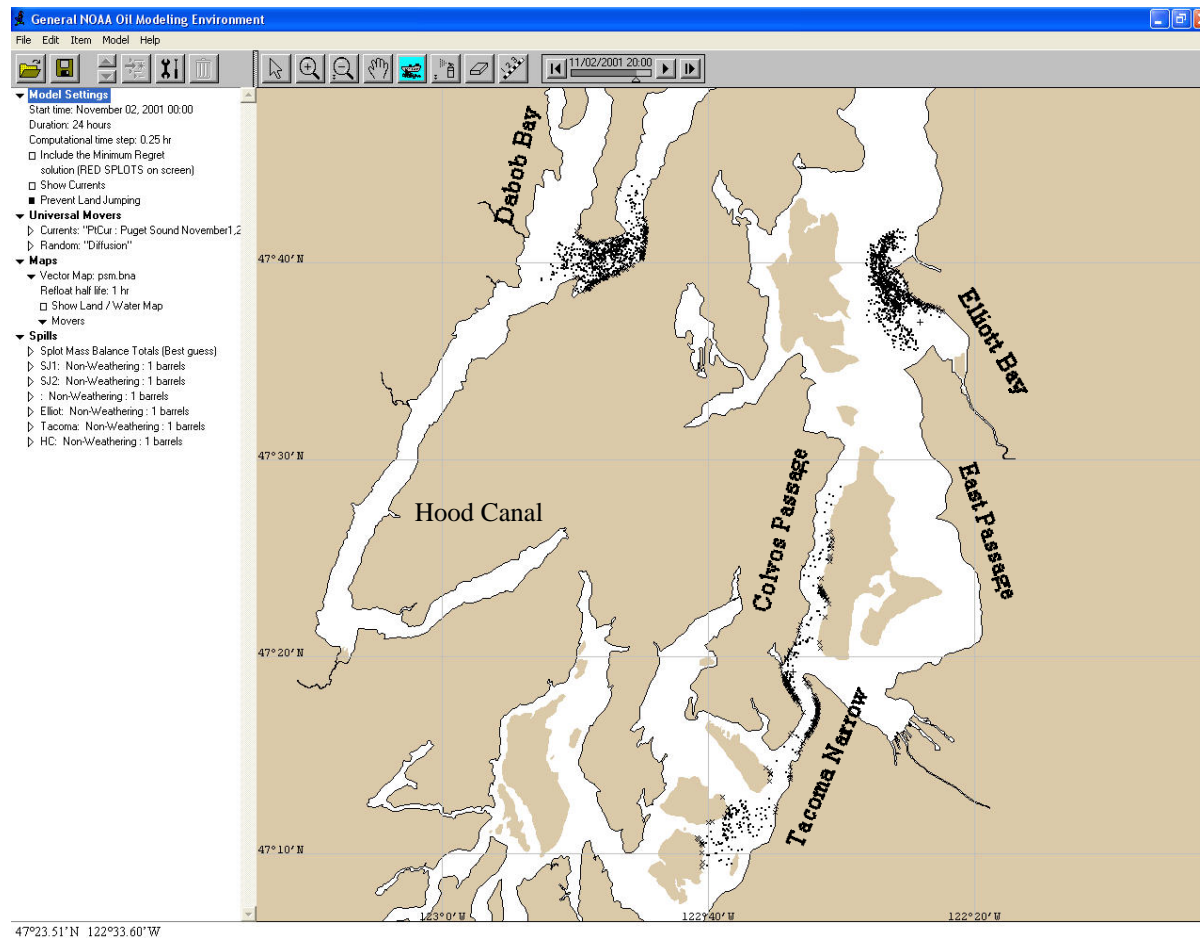 General NOAA Oil Modeling Environment
File Edit Item Model Help
11/02/2001 20:00
Model Settings
Start time: November 02, 2001 00:00
Duration: 24 hours
Computational time step: 0.25 hr
Include the Minimum Regret
solution (RED SPLOTS on screen)
Show Currents
Prevent Land Jumping
Universal Movers
Currents: "PtCur : Puget Sound November1,2
Random: "Diffusion"
Maps
Vector Map: psm.bna
Refloat half life: 1 hr
Show Land / Water Map
Movers
Spills
Splot Mass Balance Totals (Best guess)
SJ1: Non-Weathering : 1 barrels
SJ2: Non-Weathering : 1 barrels
: Non-Weathering : 1 barrels
Elliot: Non-Weathering : 1 barrels
Tacoma: Non-Weathering : 1 barrels
HC: Non-Weathering : 1 barrels
Dabob Bay
47°40'N
Elliott Bay
47°30'N
Colvos Passage
East Passage
Hood Canal
47°20'N
Tacoma Narrow
47°10'N
123°0'W
122°40'W
122°20'W
47°23.51'N 122°33.60'W